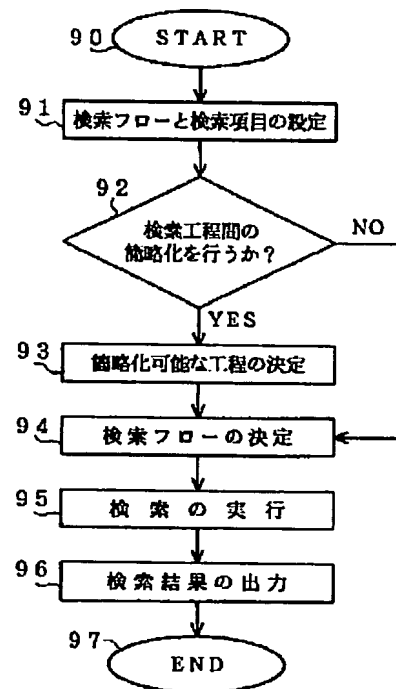 90
START
91
検索フローと検索項目の設定
92
検索工程間の
簡略化を行うか？
NO
YES
93
簡略化可能な工程の決定
94
検索フローの決定
95
検索の実行
96
検索結果の出力
97
END